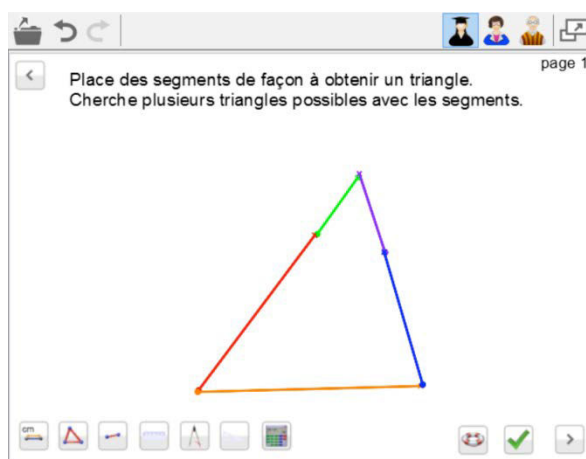 page 1
Place des segments de façon à obtenir un triangle.
Cherche plusieurs triangles possibles avec les segments.
cm